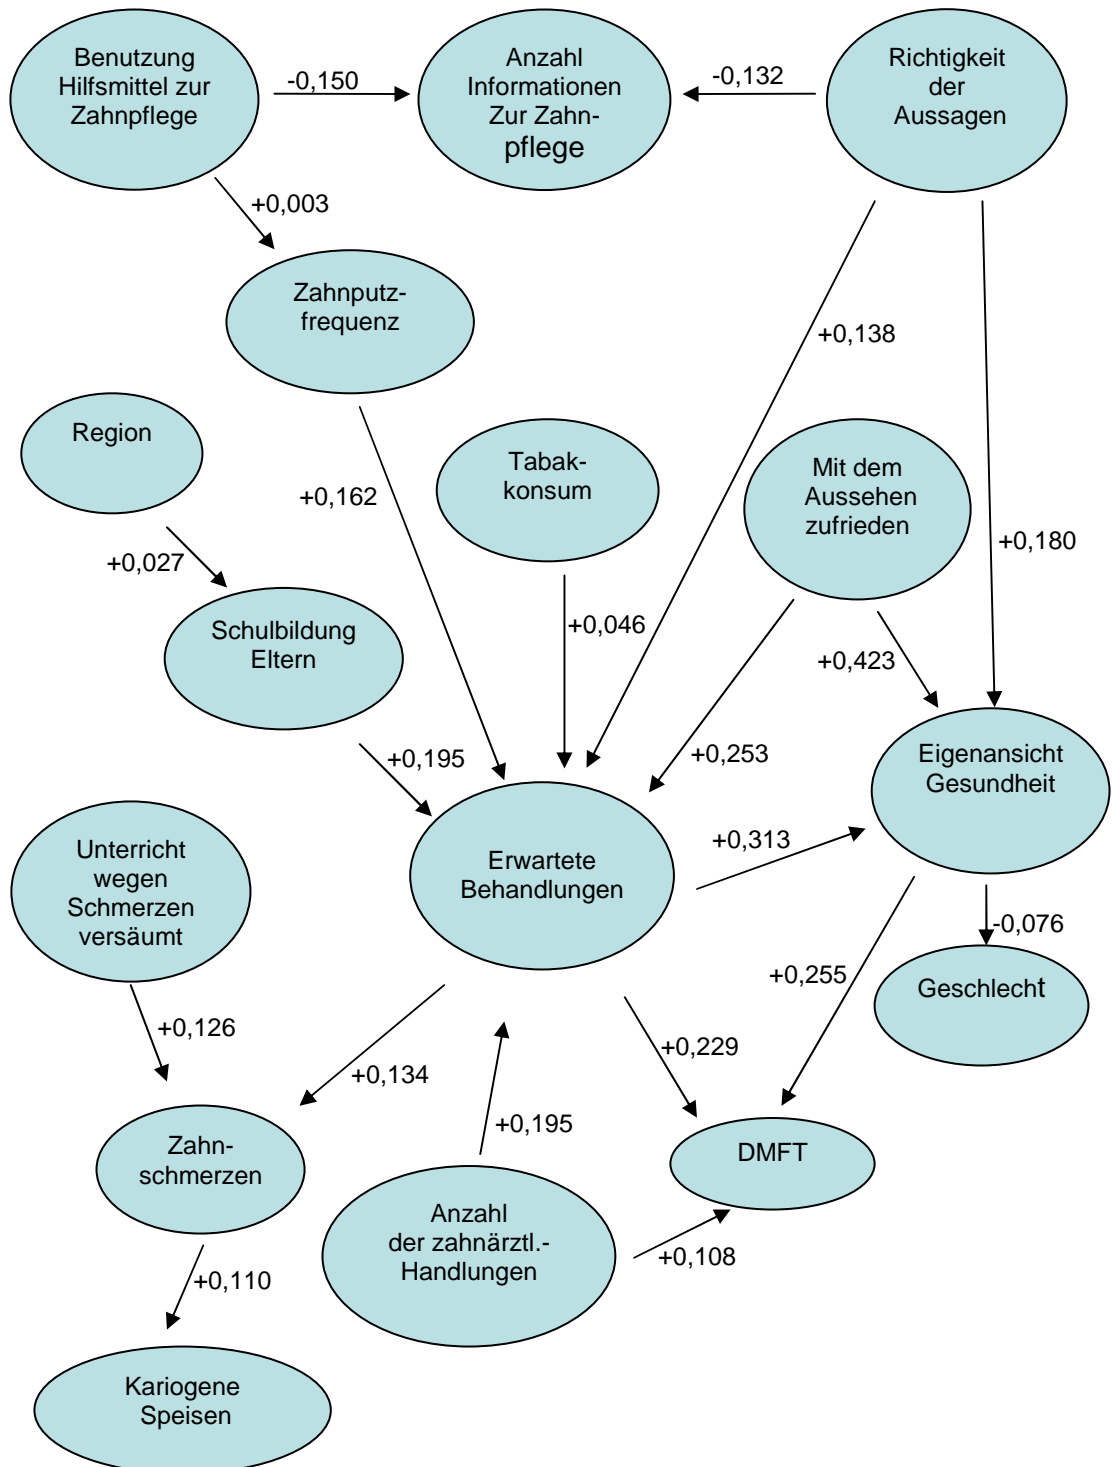 Benutzung
Hilfsmittel zur
Zahnpflege
-0,150
Anzahl
Informationen
Zur Zahn-
pflege
-0,132
Richtigkeit
der
Aussagen
+0,003
Zahnputz-
frequenz
+0,138
Region
+0,162
Tabak-
konsum
Mit dem
Aussehen
zufrieden
+0,180
+0,027
Schulbildung
Eltern
+0,046
+0,423
+0,195
+0,253
Eigenansicht
Gesundheit
Unterricht
wegen
Schmerzen
versäumt
Erwartete
Behandlungen
+0,313
-0,076
+0,255
Geschlecht
+0,126
+0,134
+0,229
+0,195
Zahn-
schmerzen
DMFT
Anzahl
der zahnärztl.-
Handlungen
+0,108
+0,110
Kariogene
Speisen